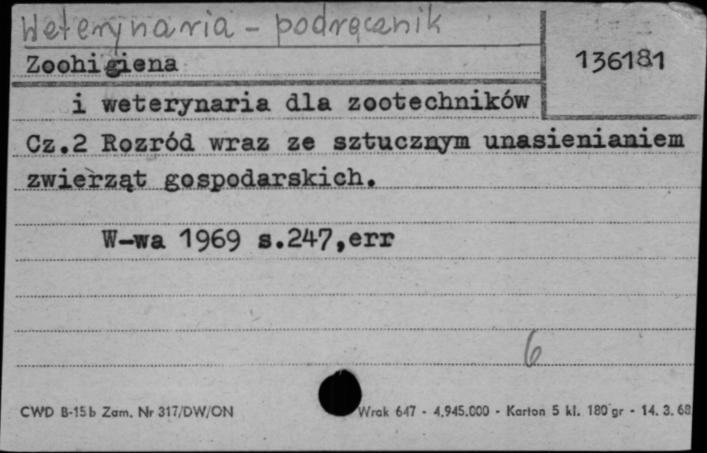 Weterynaria - podręcznik
136181
Zoohigiena
i weterynaria dla zootechników
Cz.2 Rozród wraz ze sztucznym unasienianiem
zwierząt gospodarskich.
W-wa 1969 s.247,err
6
CWD B-15b Zam. Nr 317/DW/ON
Wrak 647 - 4.945.000 - Karton 5 kl. 180 gr - 14. 3. 68